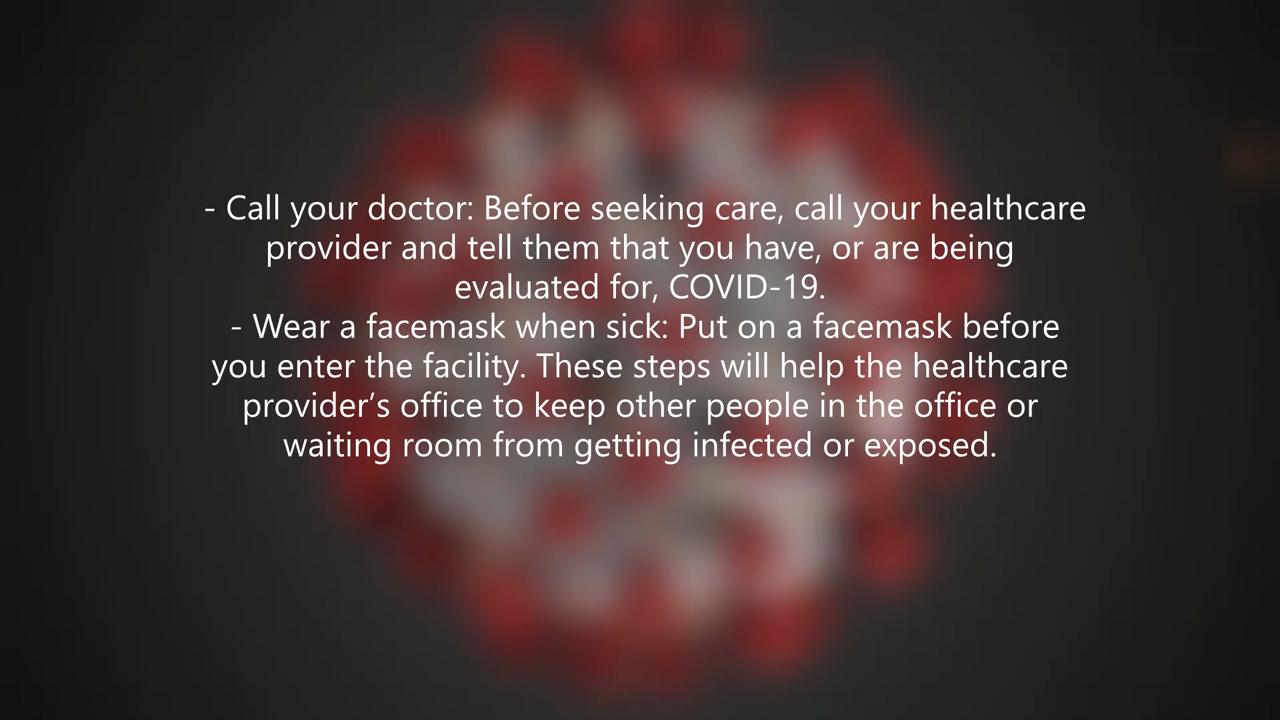 - Call your doctor: Before seeking care, call your healthcare
provider and tell them that you have, or are being
evaluated for, COVID-19.
- Wear a facemask when sick: Put on a facemask before
you enter the facility. These steps will help the healthcare
provider’s office to keep other people in the office or
waiting room from getting infected or exposed.